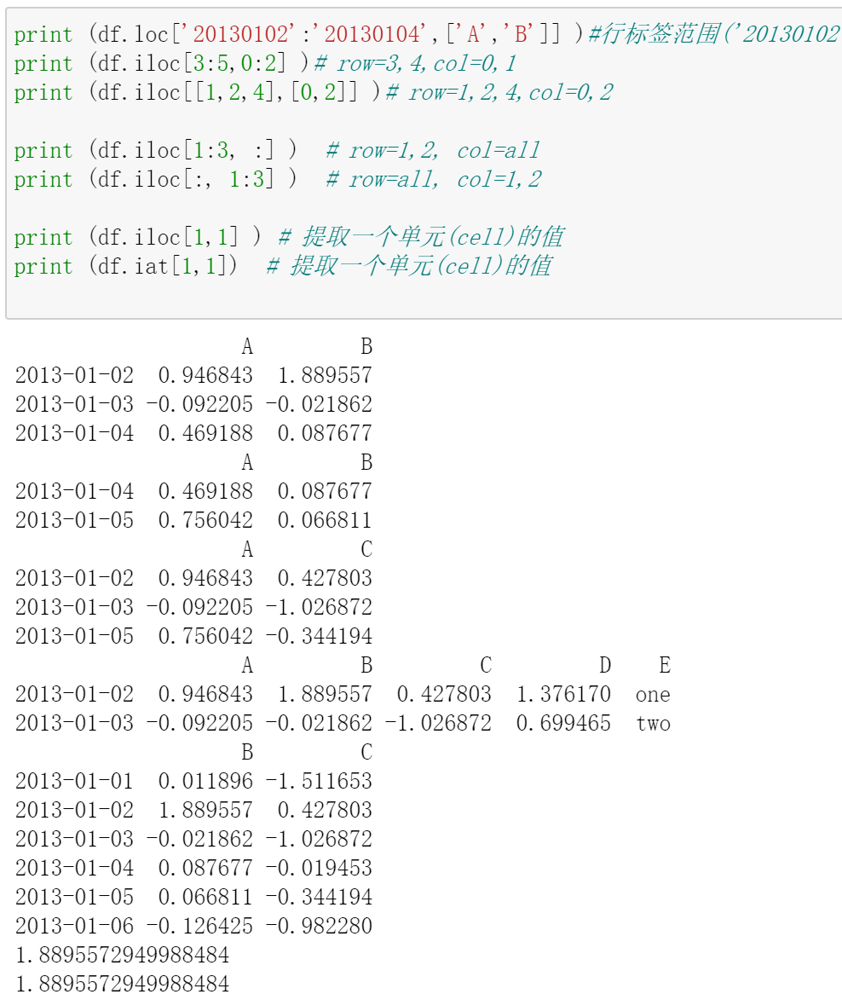 print (df.loc['20130102':'20130104',['A','B']] )#行标签范围('20130102
print (df.iloc[3:5,0:2] )# row=3,4,col=0,1
print (df.iloc[[1,2,4],[0,2]] )# row=1,2,4,col=0,2
print (df.iloc[1:3, :] )  # row=1,2, col=all
print (df.iloc[:, 1:3] )  # row=all, col=1,2
print (df.iloc[1,1] ) # 提取一个单元(cell)的值
print (df.iat[1,1])  # 提取一个单元(cell)的值
                   A         B
2013-01-02  0.946843  1.889557
2013-01-03 -0.092205 -0.021862
2013-01-04  0.469188  0.087677
                   A         B
2013-01-04  0.469188  0.087677
2013-01-05  0.756042  0.066811
                   A         C
2013-01-02  0.946843  0.427803
2013-01-03 -0.092205 -1.026872
2013-01-05  0.756042 -0.344194
                   A         B         C         D    E
2013-01-02  0.946843  1.889557  0.427803  1.376170  one
2013-01-03 -0.092205 -0.021862 -1.026872  0.699465  two
                   B         C
2013-01-01  0.011896 -1.511653
2013-01-02  1.889557  0.427803
2013-01-03 -0.021862 -1.026872
2013-01-04  0.087677 -0.019453
2013-01-05  0.066811 -0.344194
2013-01-06 -0.126425 -0.982280
1.8895572949988484
1.8895572949988484